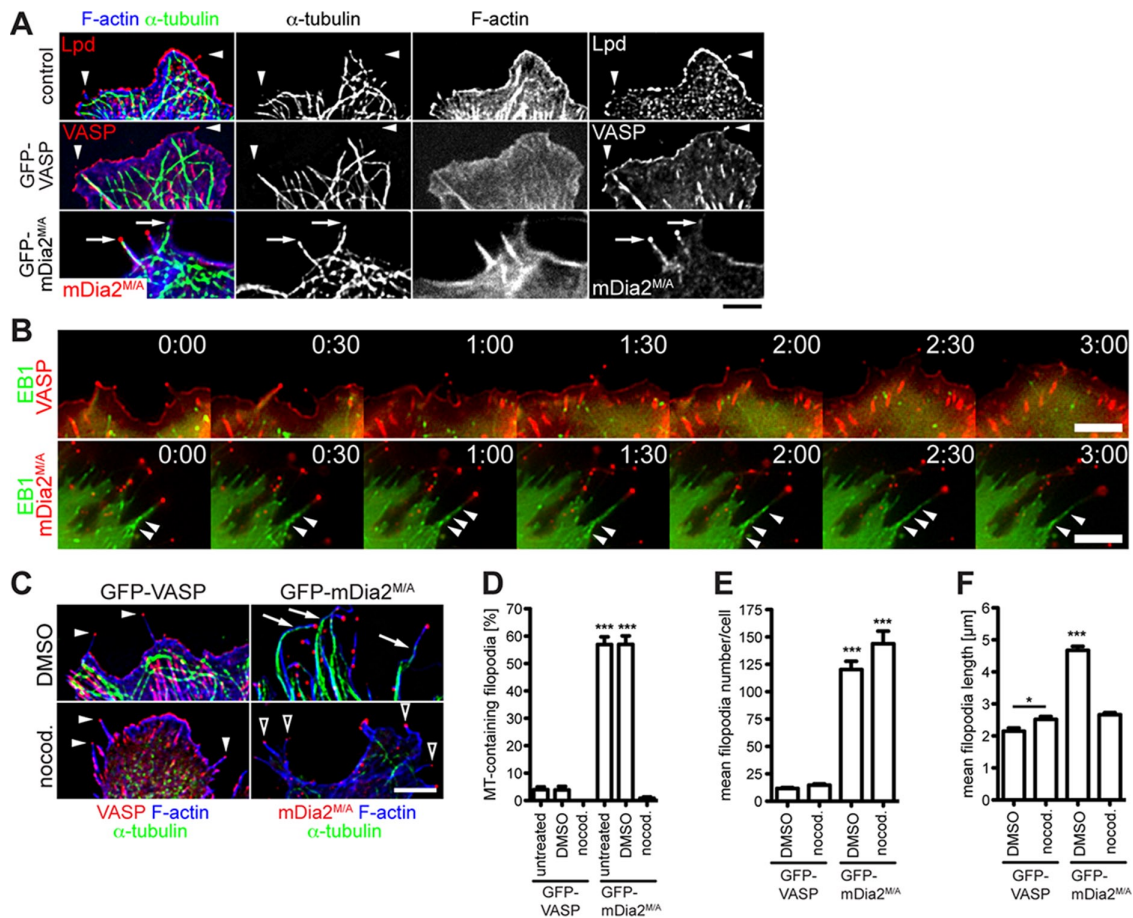 A
F-actin α-tubulin
α-tubulin
F-actin
control
Lpd
Lpd
GFP-
VASP
VASP
VASP
GFP-
mDia2M/A
mDia2M/A
mDia2M/A
B
EB1
VASP
0:00
0:30
1:00
1:30
2:00
2:30
3:00
EB1
mDia2M/A
0:00
0:30
1:00
1:30
2:00
2:30
3:00
C
GFP-VASP
GFP-mDia2M/A
DMSO
nocod.
VASP F-actin
α-tubulin
mDia2M/A F-actin
α-tubulin
D
MT-containing filopodia [%]
70
60
50
40
30
20
10
0
*** ***
untreated
DMSO
nocod.
untreated
DMSO
nocod.
GFP-
VASP
GFP-
mDia2M/A
E
mean filopodia number/cell
175
150
125
100
75
50
25
0
***
***
DMSO
nocod.
DMSO
nocod.
GFP-
VASP
GFP-
mDia2M/A
F
mean filopodia length [µm]
6
5
4
3
2
1
0
*
***
DMSO
nocod.
DMSO
nocod.
GFP-
VASP
GFP-
mDia2M/A